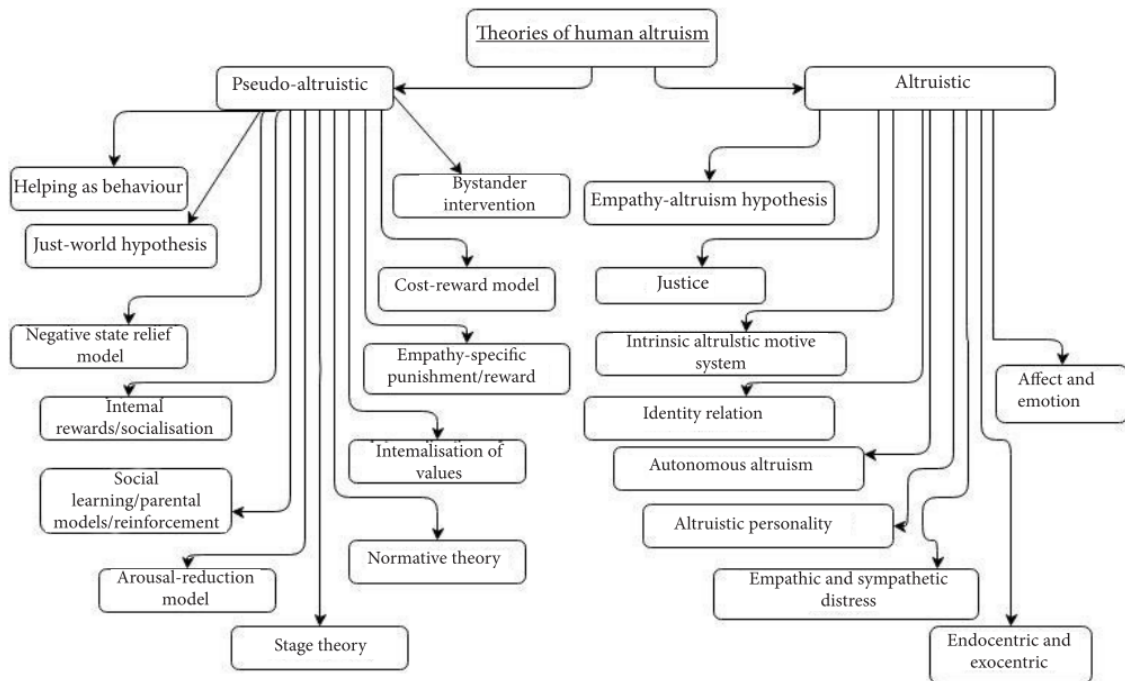 Theories of human altruism
Pseudo-altruistic
Altruistic
Helping as behaviour
Bystander
intervention
Empathy-altruism hypothesis
Just-world hypothesis
Cost-reward model
Justice
Negative state relief
model
Empathy-specific
punishment/reward
Intrinsic altrulstic motive
system
Affect and
emotion
Intemal
rewards/socialisation
Identity relation
Intemalisation of
values
Autonomous altruism
Social
learning/parental
models/reinforcement
Altruistic personality
Normative theory
Arousal-reduction
model
Empathic and sympathetic
distress
Stage theory
Endocentric and
exocentric